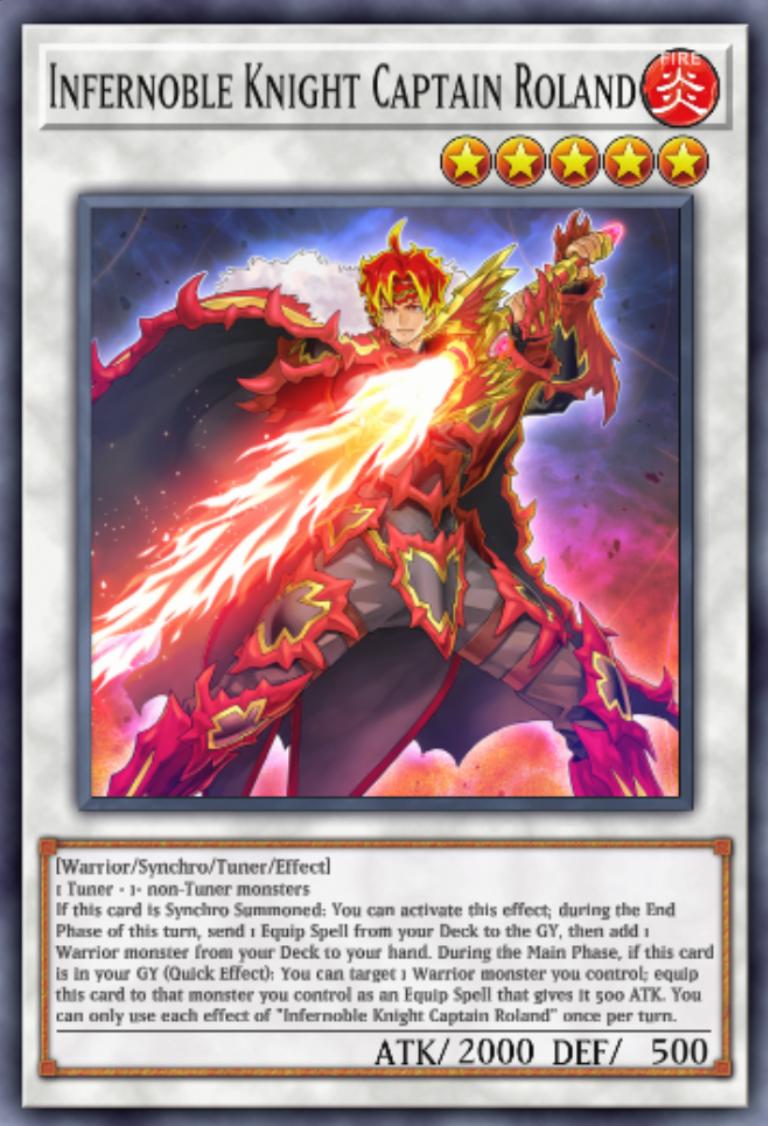 INFERNOBLE KNIGHT CAPTAIN ROLAND
FIRE
炎
[Warrior/Synchro/Tuner/Effect]
1 Tuner + 1+ non-Tuner monsters
If this card is Synchro Summoned: You can activate this effect; during the End
Phase of this turn, send 1 Equip Spell from your Deck to the GY, then add 1
Warrior monster from your Deck to your hand. During the Main Phase, if this card
is in your GY (Quick Effect): You can target 1 Warrior monster you control; equip
this card to that monster you control as an Equip Spell that gives it 500 ATK. You
can only use each effect of "Infernoble Knight Captain Roland" once per turn.
ATK/ 2000 DEF/ 500